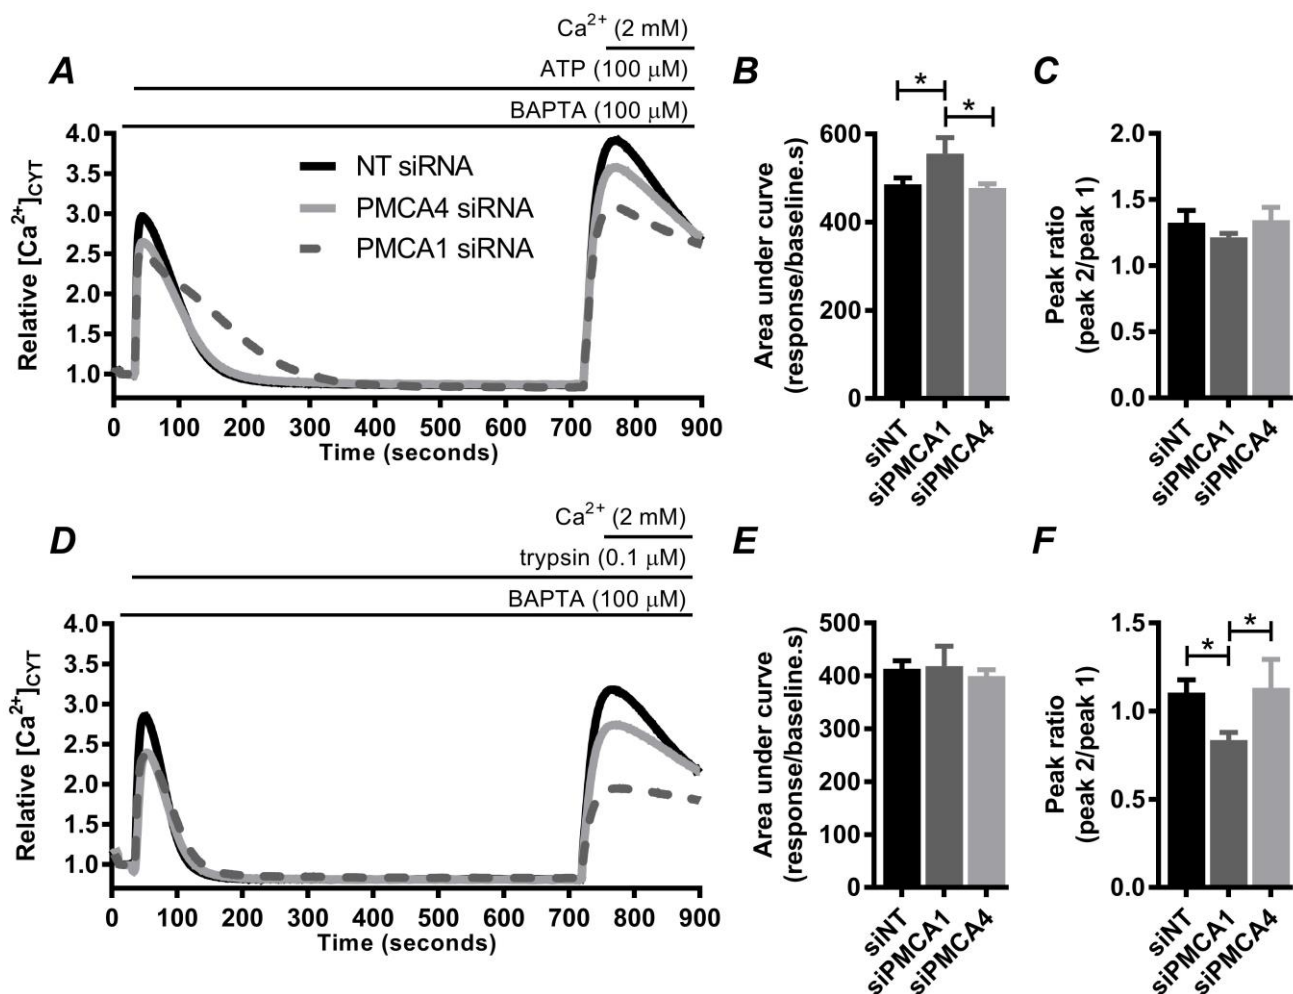 A
Ca²⁺ (2 mM)
ATP (100 μM)
BAPTA (100 μM)
Relative [Ca²⁺]CYT
4.0
3.5
3.0
2.5
2.0
1.5
1.0
NT siRNA
PMCA4 siRNA
PMCA1 siRNA
0 100 200 300 400 500 600 700 800 900
Time (seconds)
B
Area under curve
(response/baseline.s)
600
400
200
0
*
*
siNT
siPMCA1
siPMCA4
C
Peak ratio
(peak 2/peak 1)
2.0
1.5
1.0
0.5
0.0
siNT
siPMCA1
siPMCA4
D
Ca²⁺ (2 mM)
trypsin (0.1 μM)
BAPTA (100 μM)
Relative [Ca²⁺]CYT
4.0
3.5
3.0
2.5
2.0
1.5
1.0
0 100 200 300 400 500 600 700 800 900
Time (seconds)
E
Area under curve
(response/baseline.s)
500
400
300
200
100
0
siNT
siPMCA1
siPMCA4
F
Peak ratio
(peak 2/peak 1)
1.5
1.0
0.5
0.0
*
*
siNT
siPMCA1
siPMCA4